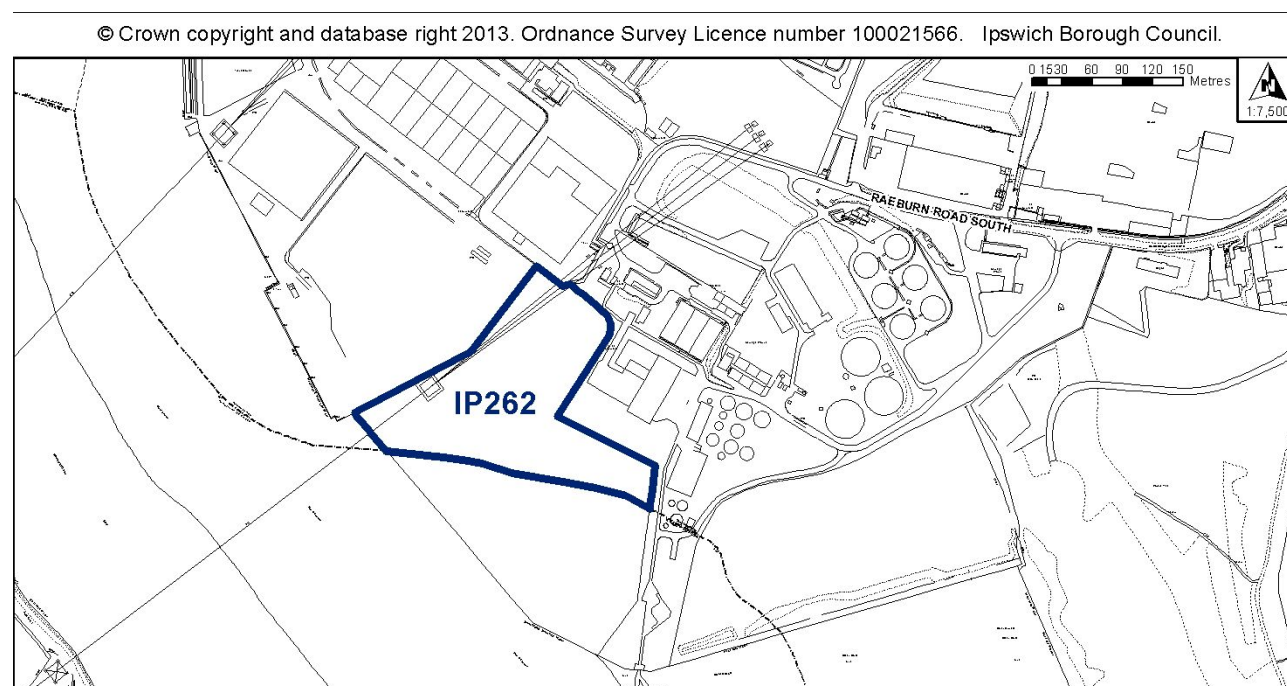 © Crown copyright and database right 2013. Ordnance Survey Licence number 100021566. Ipswich Borough Council.
0 15 30 60 90 120 150
Metres
N
1:7,500
RAEBURN ROAD SOUTH
IP262